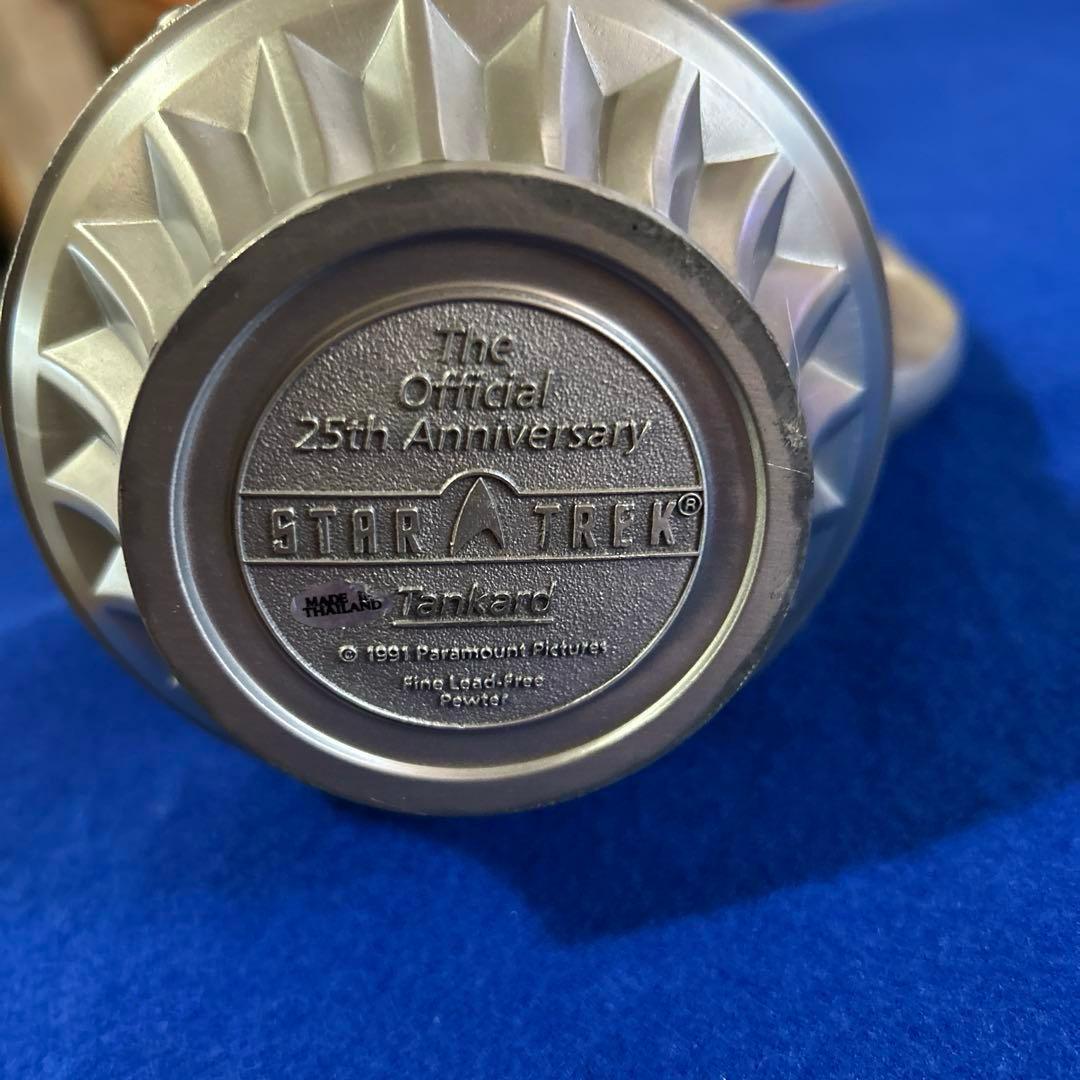 The
Official
25th Anniversary
STAR TREK®
MADE IN
THAILAND
Tankard
© 1991 Paramount Pictures
Fine Lead-Free
Pewter